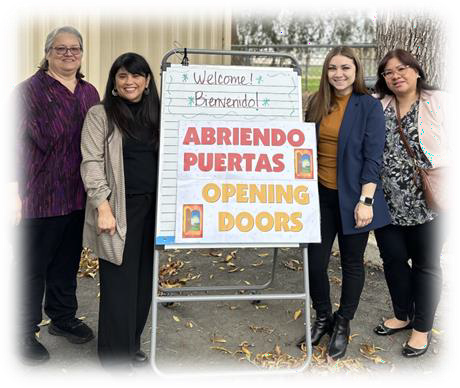 Welcome!
Bienvenido!
ABRIENDO
PUERTAS
OPENING
DOORS